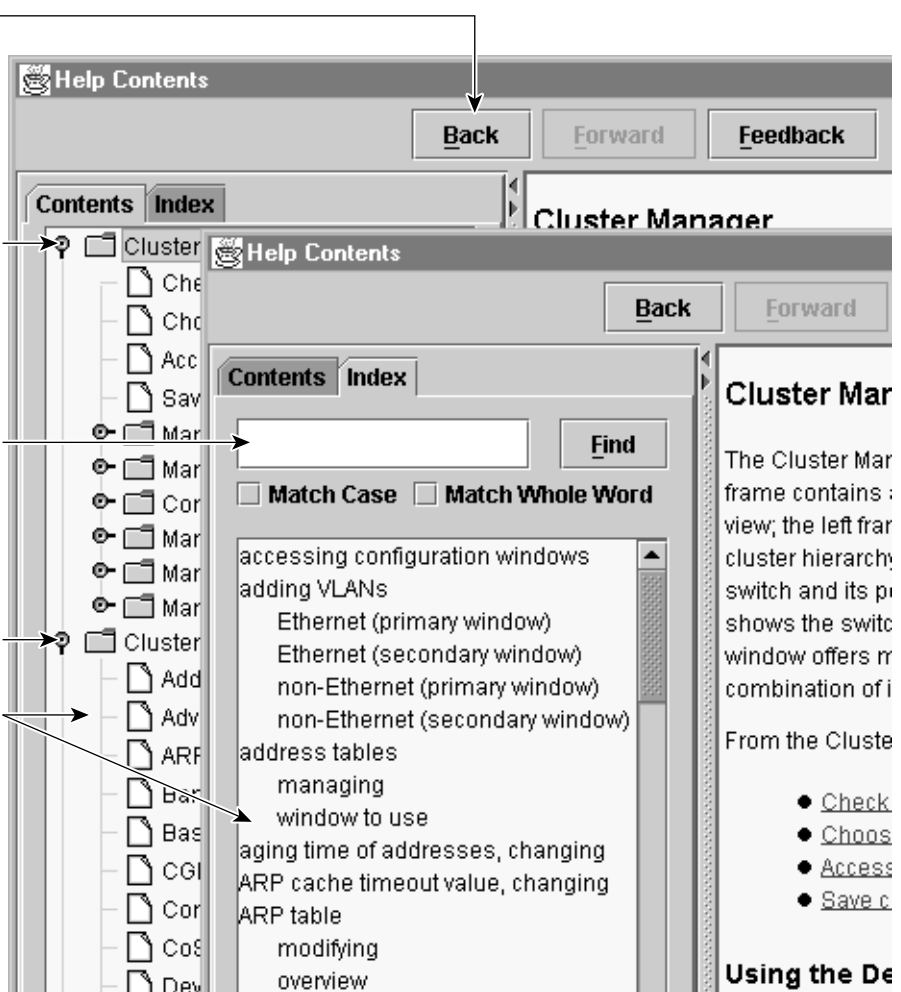 Help Contents
Back
Forward
Feedback
Contents
Index
Cluster Manager
Cluster
Che
Cho
Acc
Sav
Mar
Mar
Cor
Mar
Mar
Mar
Cluster
Add
Adv
ARP
Ban
Bas
CGI
Cor
CoS
Dev
Help Contents
Back
Forward
Contents
Index
Find
Match Case
Match Whole Word
accessing configuration windows
adding VLANs
Ethernet (primary window)
Ethernet (secondary window)
non-Ethernet (primary window)
non-Ethernet (secondary window)
address tables
managing
window to use
aging time of addresses, changing
ARP cache timeout value, changing
ARP table
modifying
overview
Cluster Mar
The Cluster Mar
frame contains
view; the left frar
cluster hierarchy
switch and its p
shows the switc
window offers m
combination of i
From the Cluste
Check
Choos
Access
Save c
Using the De